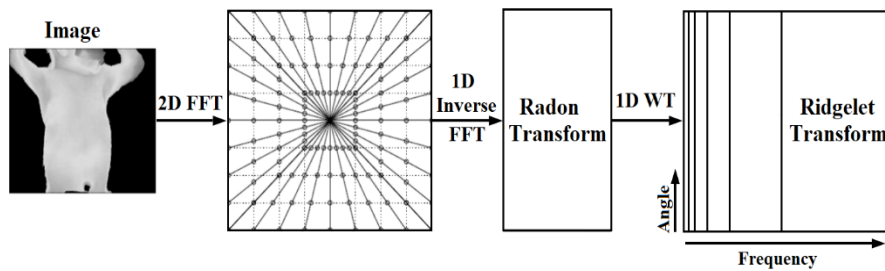 Image
2D FFT
1D
Inverse
FFT
Radon
Transform
1D WT
Ridgelet
Transform
Angle
Frequency